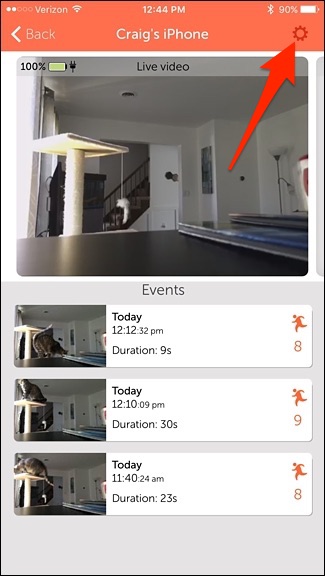 Verizon 12:44 PM 90%
Back Craig's iPhone
100% Live video
Events
Today
12:12:32 pm
Duration: 9s
8
Today
12:10:09 pm
Duration: 30s
9
Today
11:40:24 am
Duration: 23s
8